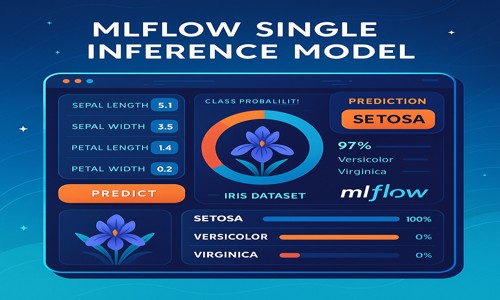 MLFLOW SINGLE
INFERENCE MODEL
SEPAL LENGTH 5.1
SEPAL WIDTH 3.5
PETAL LENGTH 1.4
PETAL WIDTH 0.2
PREDICT
CLASS PROBALILIT!
IRIS DATASET
PREDICTION
SETOSA
97%
Versicolor
Virginica
mlflow
SETOSA 100%
VERSICOLOR 0%
VIRGINICA 0%